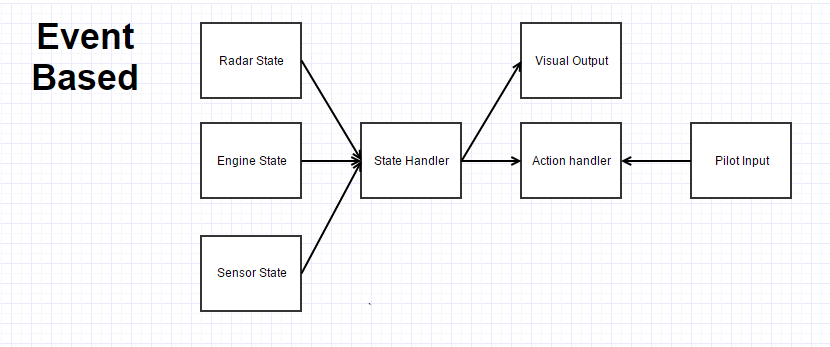 Event
Based
Radar State
Visual Output
Engine State
State Handler
Action handler
Pilot Input
Sensor State